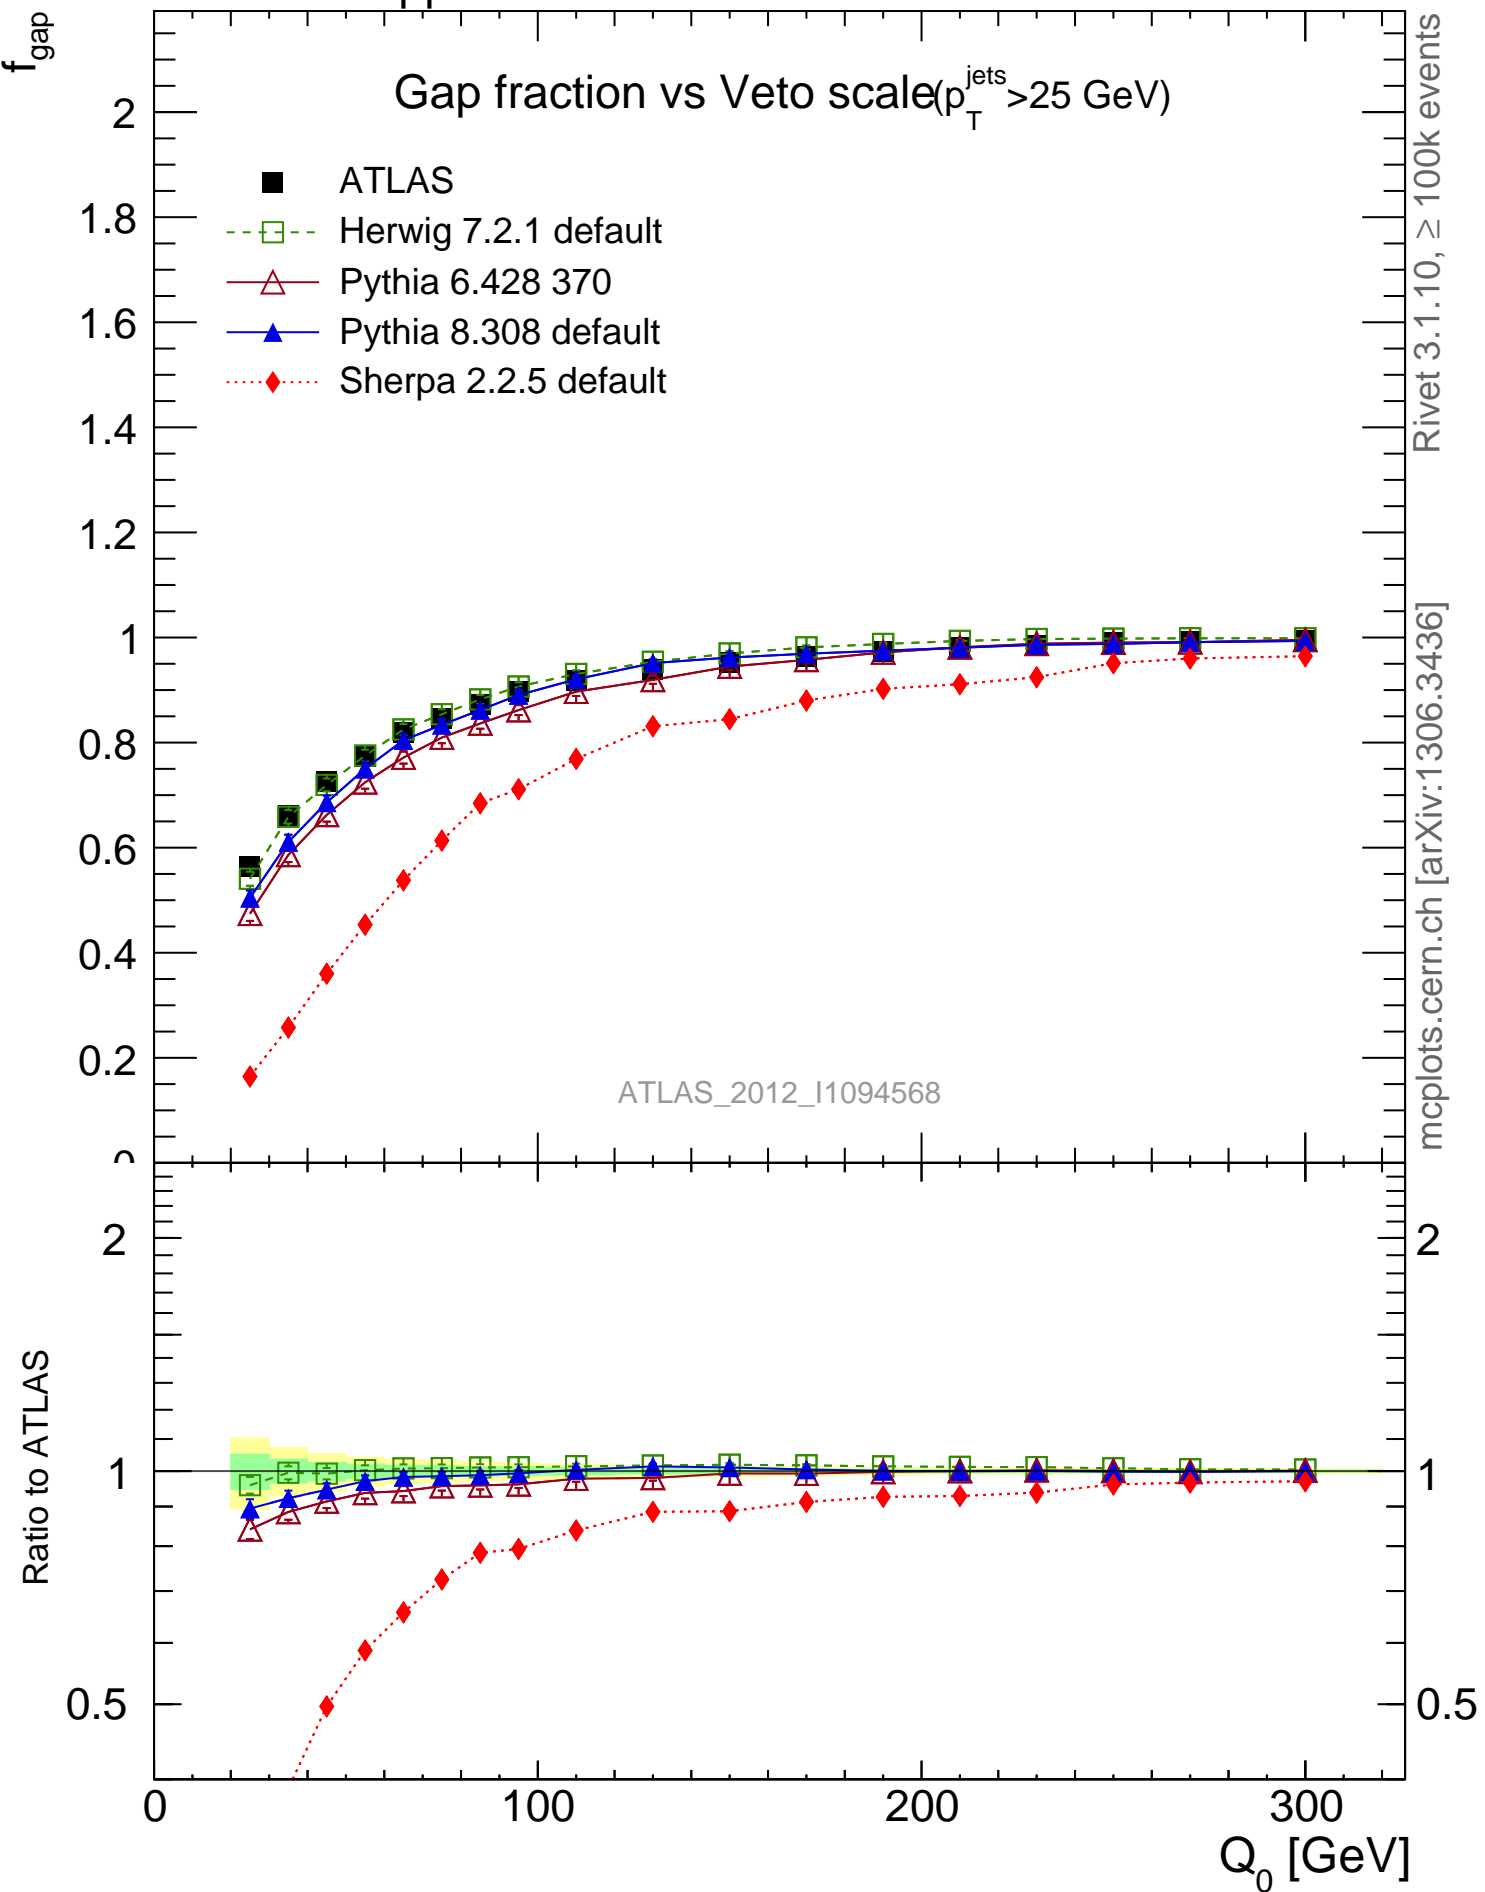 f_gap
Gap fraction vs Veto scale(p_T^jets>25 GeV)
ATLAS
Herwig 7.2.1 default
Pythia 6.428 370
Pythia 8.308 default
Sherpa 2.2.5 default
2
1.8
1.6
1.4
1.2
1
0.8
0.6
0.4
0.2
0
ATLAS_2012_I1094568
Rivet 3.1.10, ≥ 100k events
mcplots.cern.ch [arXiv:1306.3436]
Ratio to ATLAS
2
1
0.5
2
1
0.5
0
100
200
300
Q_0 [GeV]